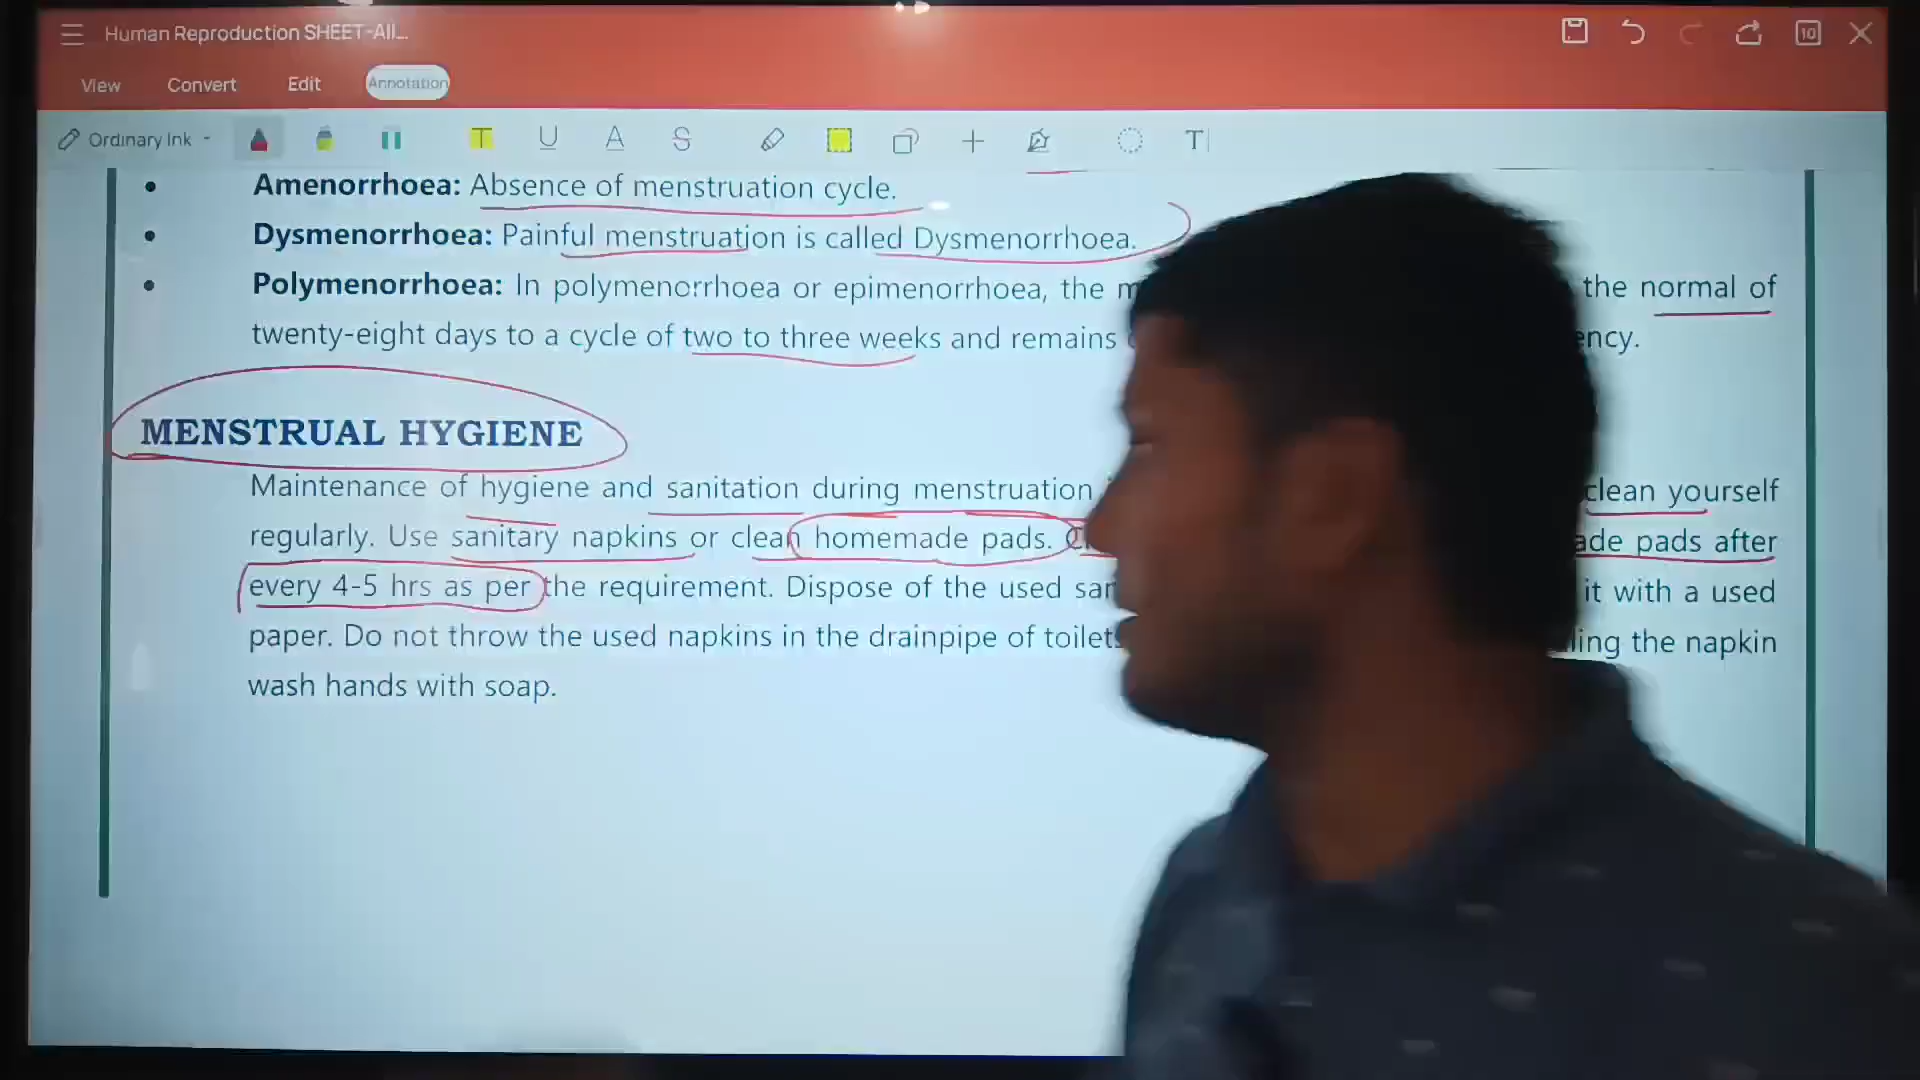 Human Reproduction SHEET-All...
View Convert Edit Annotation
Ordinary Ink T U A S T
10
• Amenorrhoea: Absence of menstruation cycle.
• Dysmenorrhoea: Painful menstruation is called Dysmenorrhoea.
• Polymenorrhoea: In polymenorrhoea or epimenorrhoea, the the normal of
twenty-eight days to a cycle of two to three weeks and remains
MENSTRUAL HYGIENE
Maintenance of hygiene and sanitation during menstruation clean yourself
regularly. Use sanitary napkins or clean homemade pads. pads after
every 4-5 hrs as per the requirement. Dispose of the used it with a used
paper. Do not throw the used napkins in the drainpipe of the napkin
wash hands with soap.